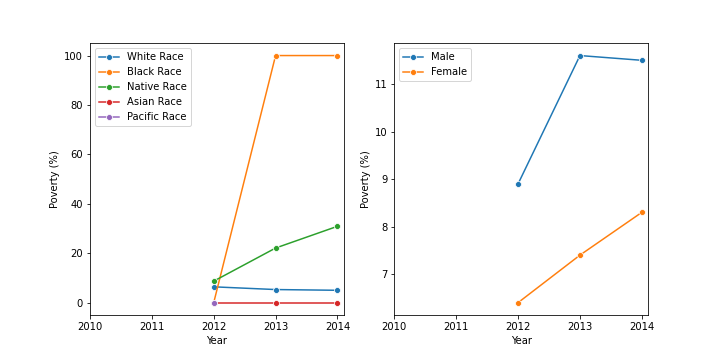 White Race
Black Race
Native Race
Asian Race
Pacific Race
100
80
60
40
20
0
Poverty (%)
2010 2011 2012 2013 2014
Year
Male
Female
11
10
9
8
7
Poverty (%)
2010 2011 2012 2013 2014
Year